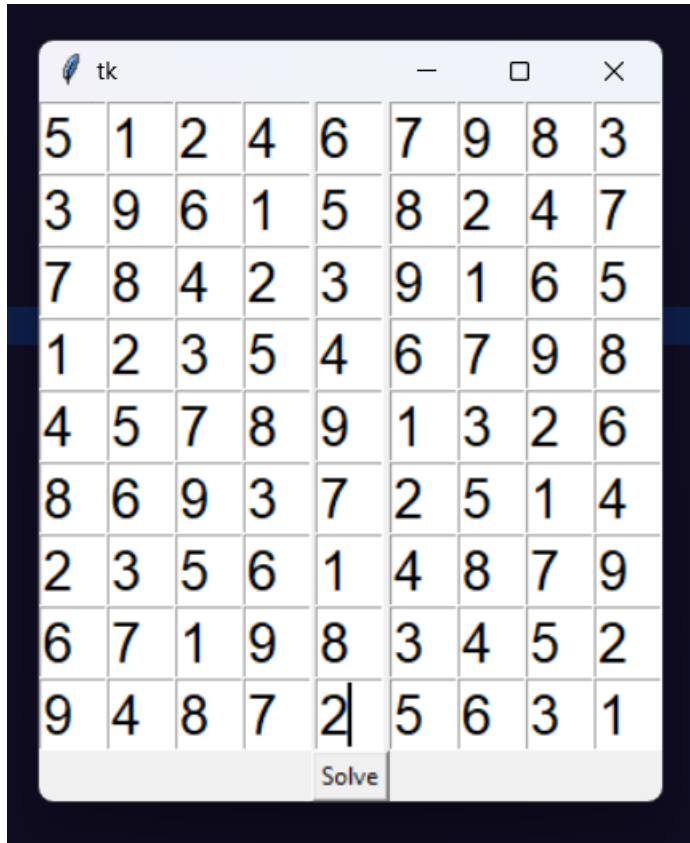 tk
5 1 2 4 6 7 9 8 3
3 9 6 1 5 8 2 4 7
7 8 4 2 3 9 1 6 5
1 2 3 5 4 6 7 9 8
4 5 7 8 9 1 3 2 6
8 6 9 3 7 2 5 1 4
2 3 5 6 1 4 8 7 9
6 7 1 9 8 3 4 5 2
9 4 8 7 2 5 6 3 1
Solve